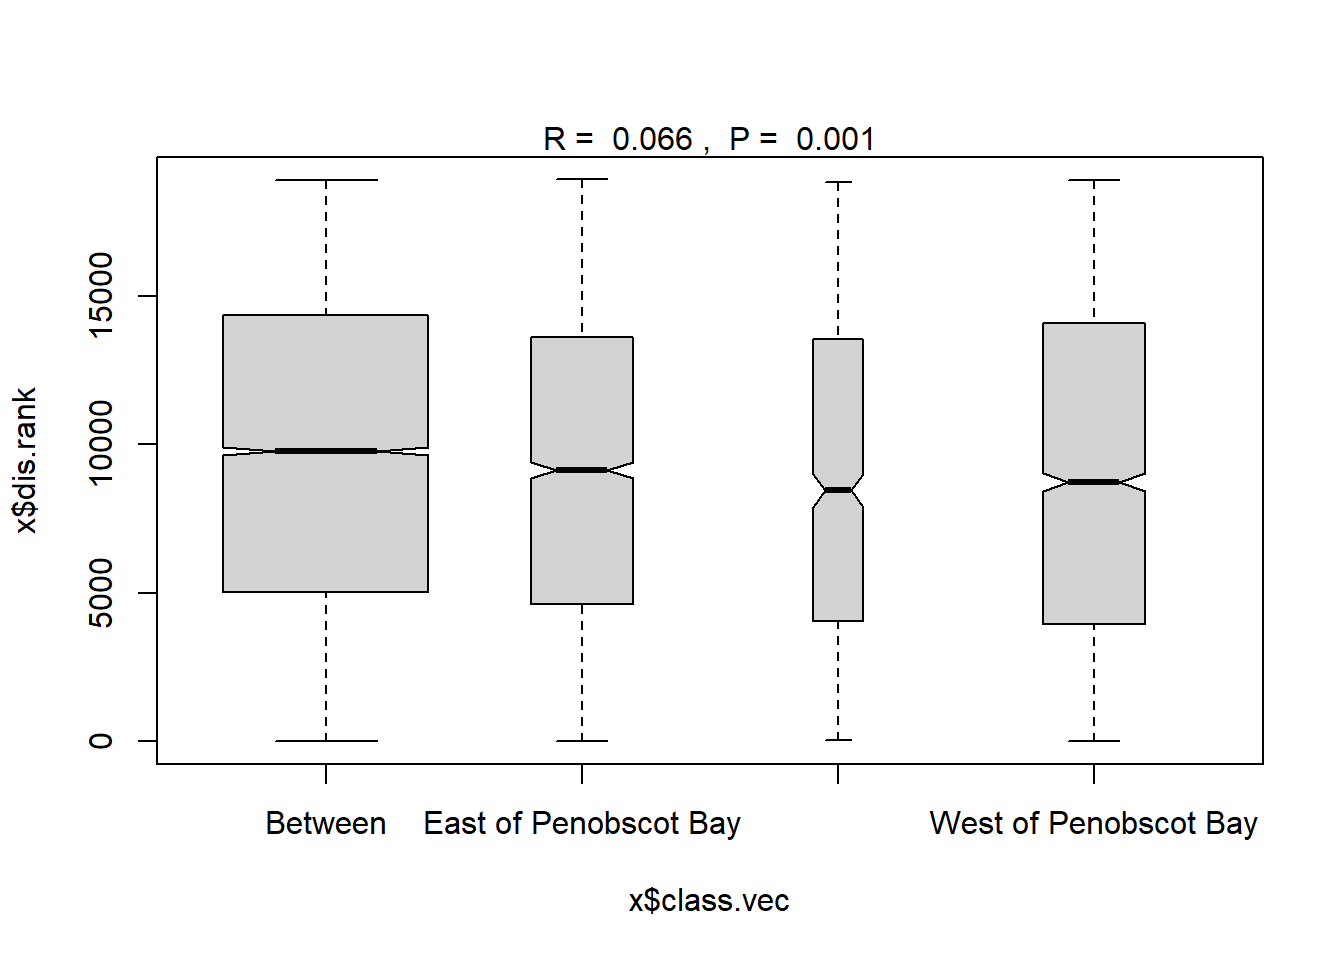 R =  0.066 ,  P =  0.001
x$dis.rank
15000
10000
5000
0
Between East of Penobscot Bay West of Penobscot Bay
x$class.vec